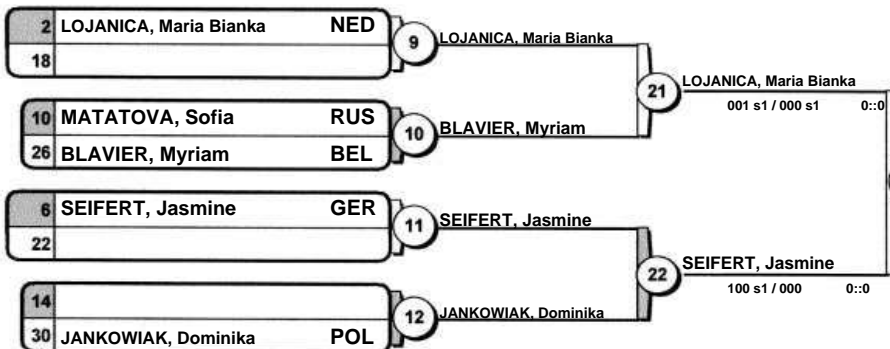 2 LOJANICA, Maria Bianka NED
18
9
LOJANICA, Maria Bianka
10 MATATOVA, Sofia RUS
26 BLAVIER, Myriam BEL
10
BLAVIER, Myriam
21
LOJANICA, Maria Bianka
001 s1 / 000 s1 0::0
6 SEIFERT, Jasmine GER
22
11
SEIFERT, Jasmine
14
30 JANKOWIAK, Dominika POL
12
JANKOWIAK, Dominika
22
SEIFERT, Jasmine
100 s1 / 000 0::0